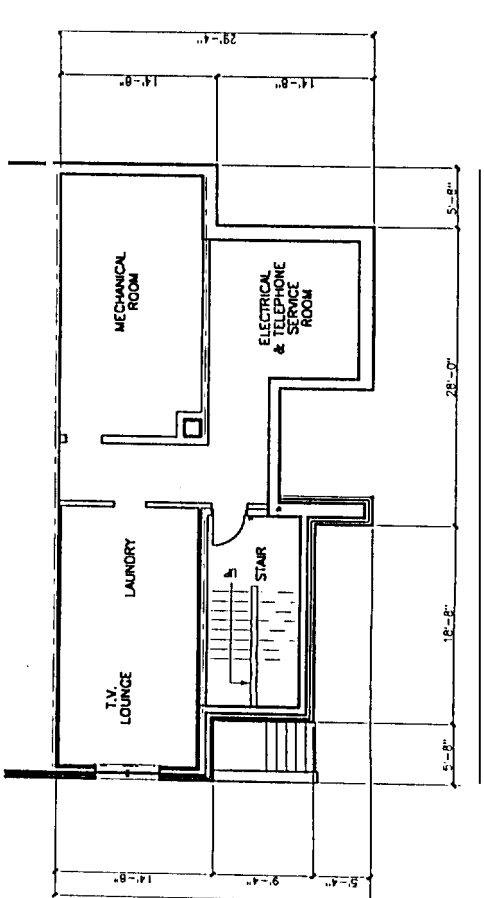 29'-4"
14'-8"
14'-8"
MECHANICAL
ROOM
ELECTRICAL
& TELEPHONE
SERVICE
ROOM
5'-8"
28'-0"
LAUNDRY
T.V.
LOUNGE
STAIR
18'-8"
5'-8"
14'-8"
9'-4"
5'-4"